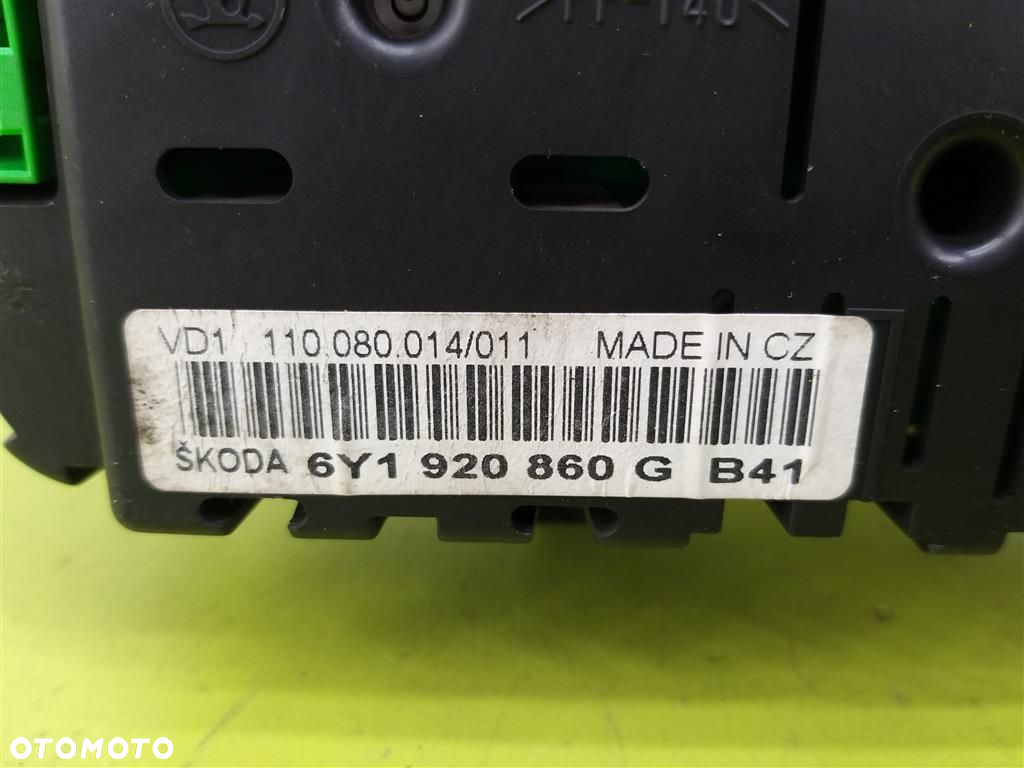 VD1 110.080.014/011 MADE IN CZ
ŠKODA 6Y1 920 860 G B41
OTOMOTO